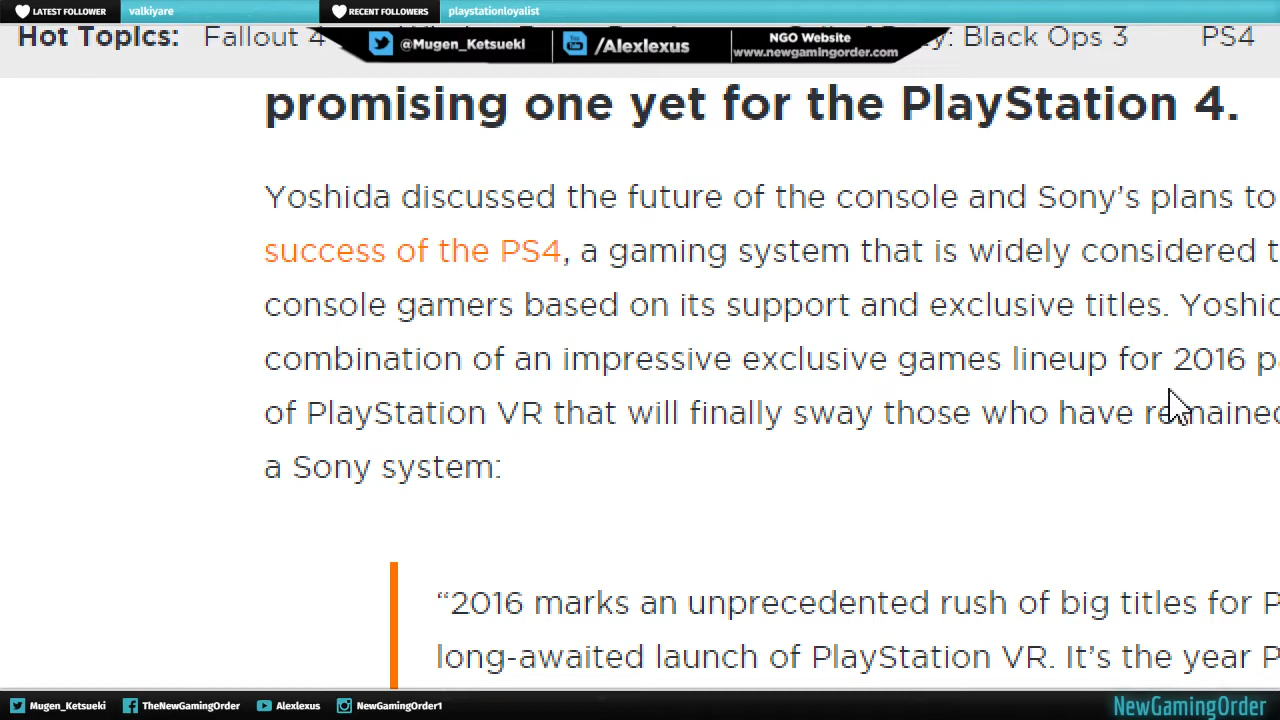 LATEST FOLLOWER valkiyare RECENT FOLLOWERS playstationloyalist
Hot Topics: Fallout 4 Black Ops 3 PS4
@Mugen_Ketsueki /Alexlexus NGO Website
www.newgamingorder.com
promising one yet for the PlayStation 4.
Yoshida discussed the future of the console and Sony’s plans to
success of the PS4, a gaming system that is widely considered t
console gamers based on its support and exclusive titles. Yoshid
combination of an impressive exclusive games lineup for 2016 pa
of PlayStation VR that will finally sway those who have remained
a Sony system:
“2016 marks an unprecedented rush of big titles for P
long-awaited launch of PlayStation VR. It’s the year P
Mugen_Ketsueki TheNewGamingOrder Alexlexus NewGamingOrder1 NewGamingOrder